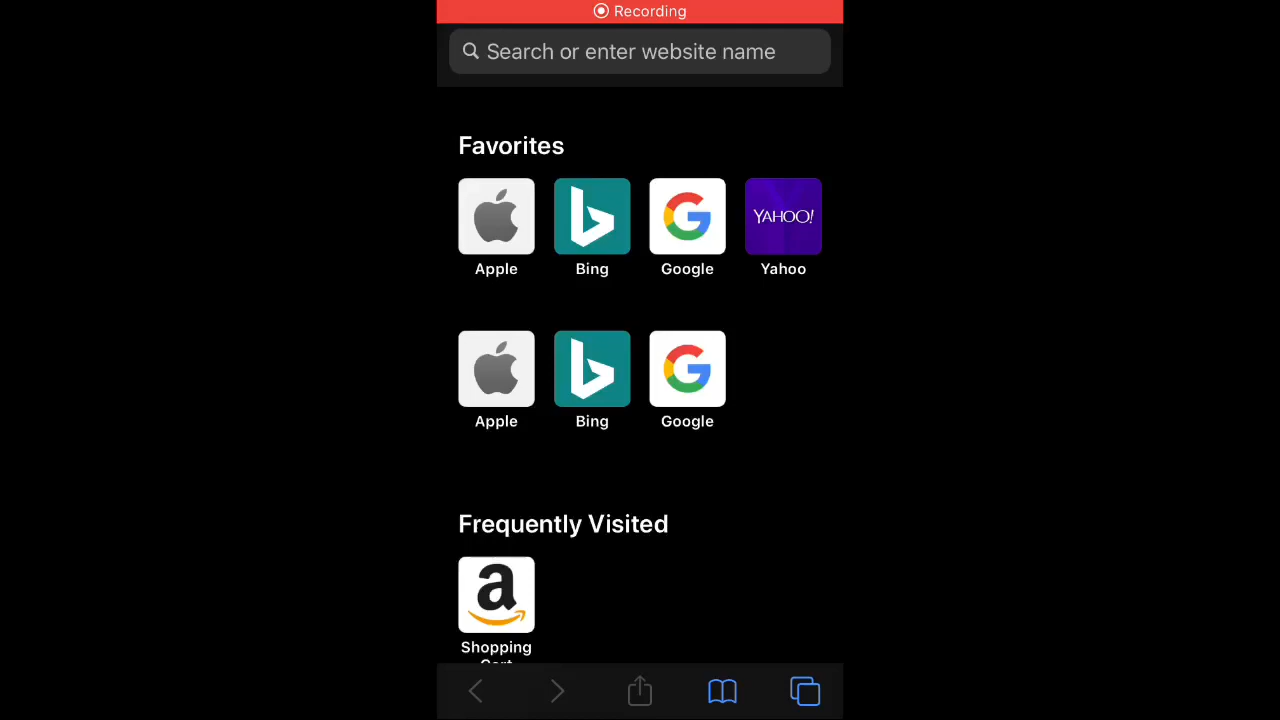 Recording
Search or enter website name
Favorites
YAHOO!
Apple Bing Google Yahoo
Apple Bing Google
Frequently Visited
a
Shopping
Cart